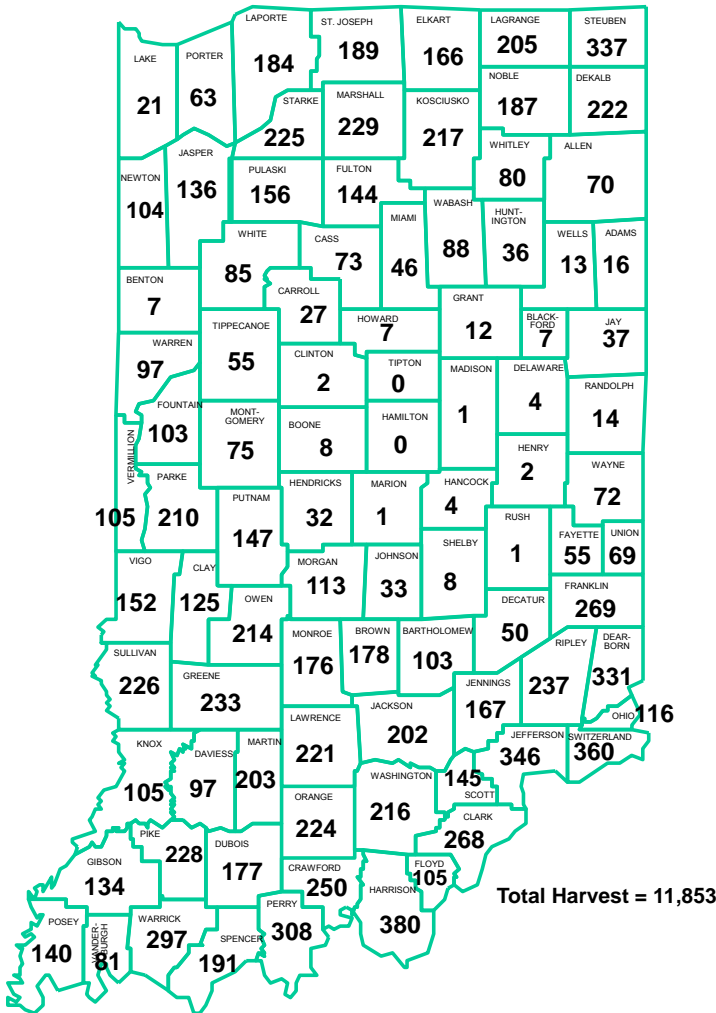 LAPORTE
184
ST. JOSEPH
189
ELKART
166
LAGRANGE
205
STEUBEN
337
LAKE
21
PORTER
63
NOBLE
187
DEKALB
222
STARKE
225
MARSHALL
229
KOSCIUSKO
217
WHITLEY
80
ALLEN
70
JASPER
136
NEWTON
104
PULASKI
156
FULTON
144
WABASH
88
HUNT-
INGTON
36
MIAMI
46
WHITE
85
CASS
73
WELLS
13
ADAMS
16
BENTON
7
CARROLL
27
GRANT
12
HOWARD
7
BLACK-
FORD
7
JAY
37
TIPPECANOE
55
WARREN
97
CLINTON
2
TIPTON
0
MADISON
1
DELAWARE
4
RANDOLPH
14
FOUNTAIN
103
MONT-
GOMERY
75
BOONE
8
HAMILTON
0
HENRY
2
VERMILLION
105
PARKE
210
PUTNAM
147
HENDRICKS
32
MARION
1
HANCOCK
4
WAYNE
72
RUSH
1
FAYETTE
55
UNION
69
VIGO
152
CLAY
125
MORGAN
113
JOHNSON
33
SHELBY
8
FRANKLIN
269
OWEN
214
DECATUR
50
MONROE
176
BROWN
178
BARTHOLOMEW
103
RIPLEY
237
DEAR-
BORN
331
SULLIVAN
226
GREENE
233
JENNINGS
167
OHIO
116
JACKSON
202
LAWRENCE
221
JEFFERSON
346
SWITZERLAND
360
KNOX
105
DAVIESS
97
MARTIN
203
WASHINGTON
216
145
SCOTT
ORANGE
224
CLARK
268
PIKE
228
DUBOIS
177
GIBSON
134
CRAWFORD
250
FLOYD
105
HARRISON
380
Total Harvest = 11,853
POSEY
140
VANDER-
BURGH
81
WARRICK
297
SPENCER
191
PERRY
308